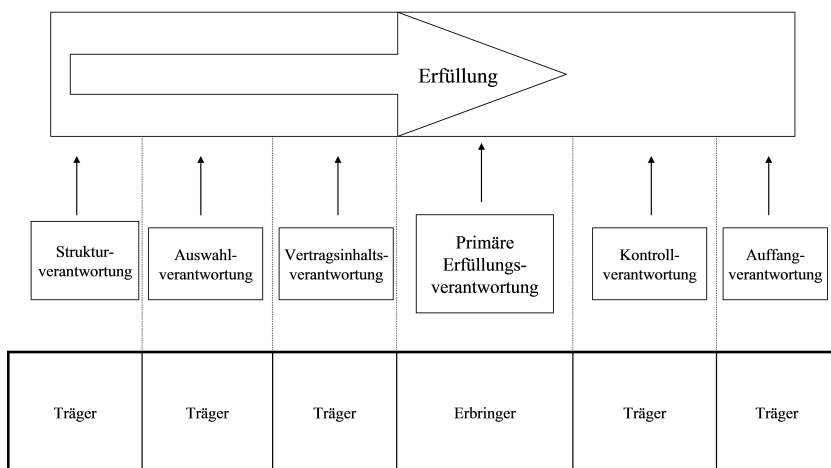 Erfüllung
Struktur-
verantwortung
Auswahl-
verantwortung
Vertragsinhalts-
verantwortung
Primäre
Erfüllungs-
verantwortung
Kontroll-
verantwortung
Auffang-
verantwortung
Träger
Träger
Träger
Erbringer
Träger
Träger